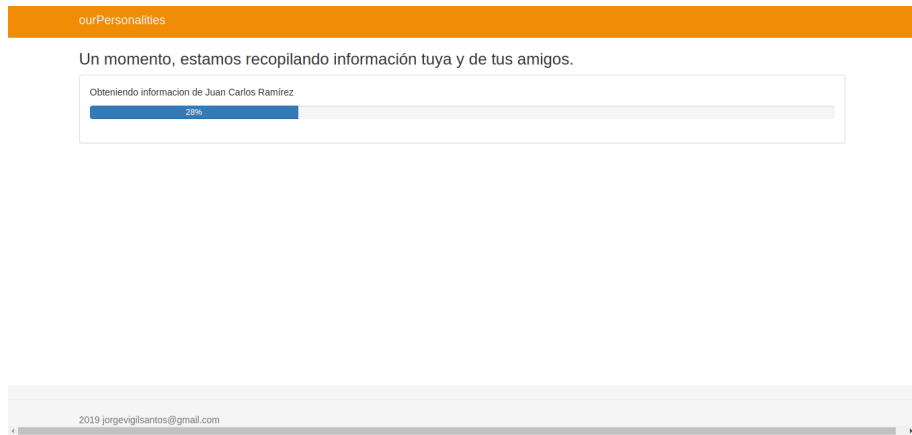 ourPersonalities
Un momento, estamos recopilando información tuya y de tus amigos.
Obteniendo informacion de Juan Carlos Ramírez
28%
2019 jorgevigilsantos@gmail.com